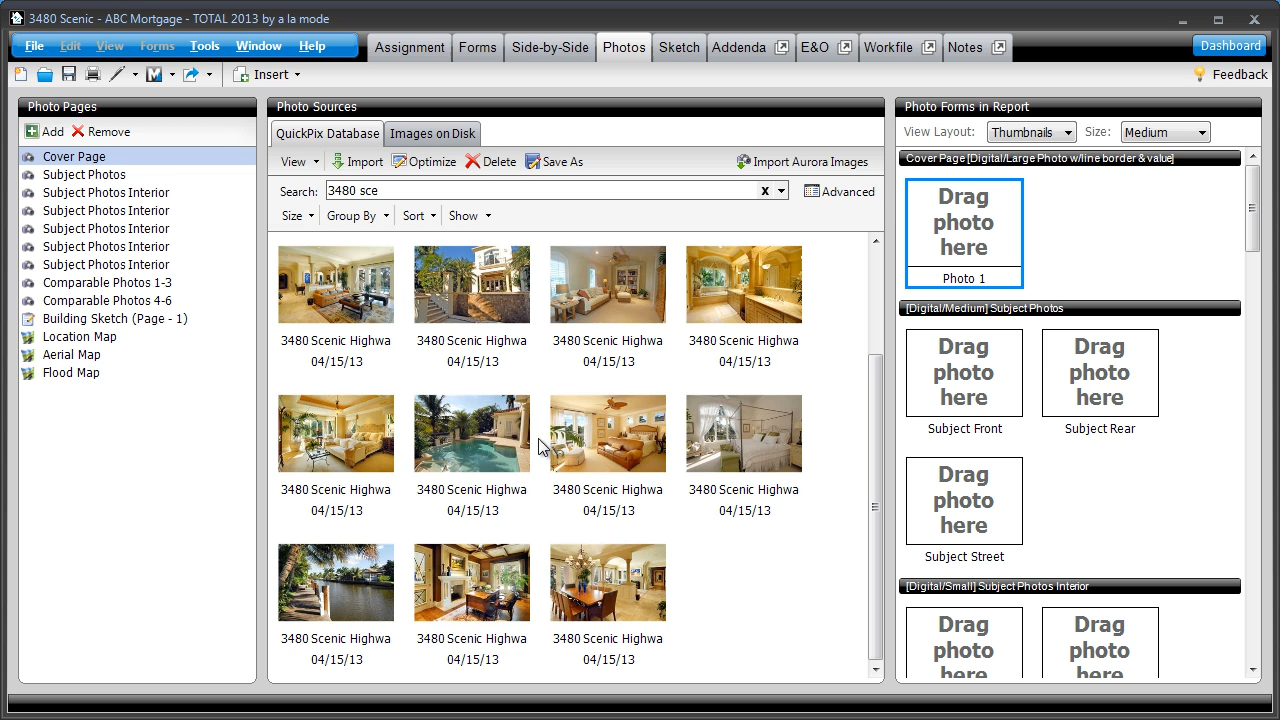 3480 Scenic - ABC Mortgage - TOTAL 2013 by a la mode
File Edit View Forms Tools Window Help
Assignment Forms Side-by-Side Photos Sketch Addenda E&O Workfile Notes
Dashboard
M Insert
Feedback
Photo Pages
Add Remove
Cover Page
Subject Photos
Subject Photos Interior
Subject Photos Interior
Subject Photos Interior
Subject Photos Interior
Subject Photos Interior
Comparable Photos 1-3
Comparable Photos 4-6
Building Sketch (Page - 1)
Location Map
Aerial Map
Flood Map
Photo Sources
QuickPix Database Images on Disk
View Import Optimize Delete Save As Import Aurora Images
Search: 3480 sce x Advanced
Size Group By Sort Show
3480 Scenic Highwa 3480 Scenic Highwa 3480 Scenic Highwa 3480 Scenic Highwa
04/15/13 04/15/13 04/15/13 04/15/13
3480 Scenic Highwa 3480 Scenic Highwa 3480 Scenic Highwa 3480 Scenic Highwa
04/15/13 04/15/13 04/15/13 04/15/13
3480 Scenic Highwa 3480 Scenic Highwa 3480 Scenic Highwa
04/15/13 04/15/13 04/15/13
Photo Forms in Report
View Layout: Thumbnails Size: Medium
Cover Page [Digital/Large Photo w/line border & value]
Drag
photo
here
Photo 1
[Digital/Medium] Subject Photos
Drag Drag
photo photo
here here
Subject Front Subject Rear
Drag
photo
here
Subject Street
[Digital/Small] Subject Photos Interior
Drag Drag
photo photo
here here